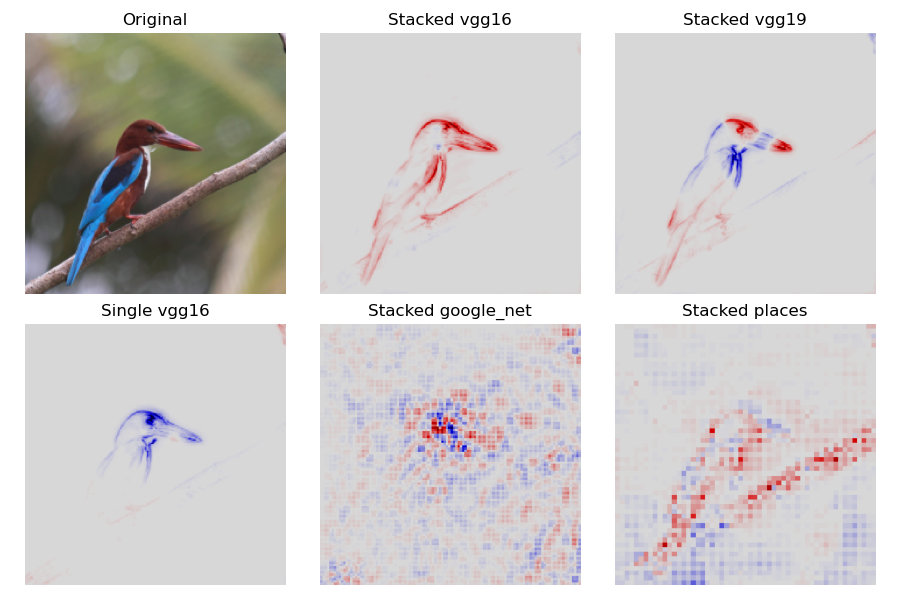 Original
Stacked vgg16
Stacked vgg19
Single vgg16
Stacked google_net
Stacked places